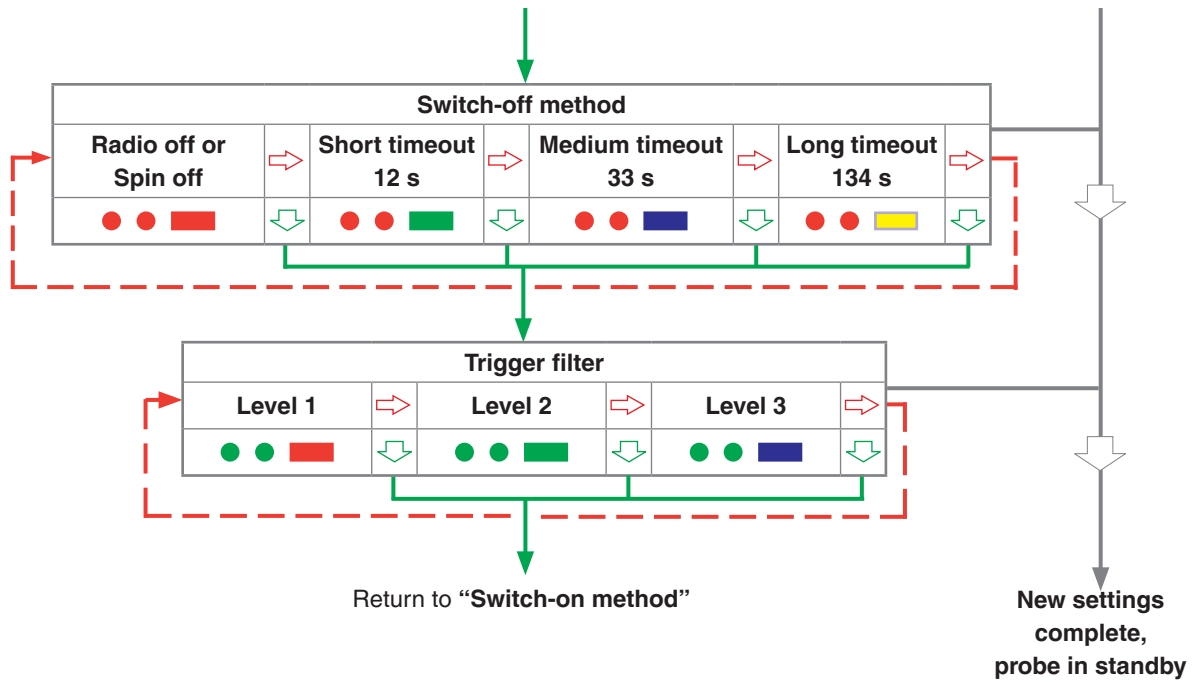 Switch-off method
Radio off or
Spin off
Short timeout
12 s
Medium timeout
33 s
Long timeout
134 s
Trigger filter
Level 1
Level 2
Level 3
Return to “Switch-on method”
New settings
complete,
probe in standby